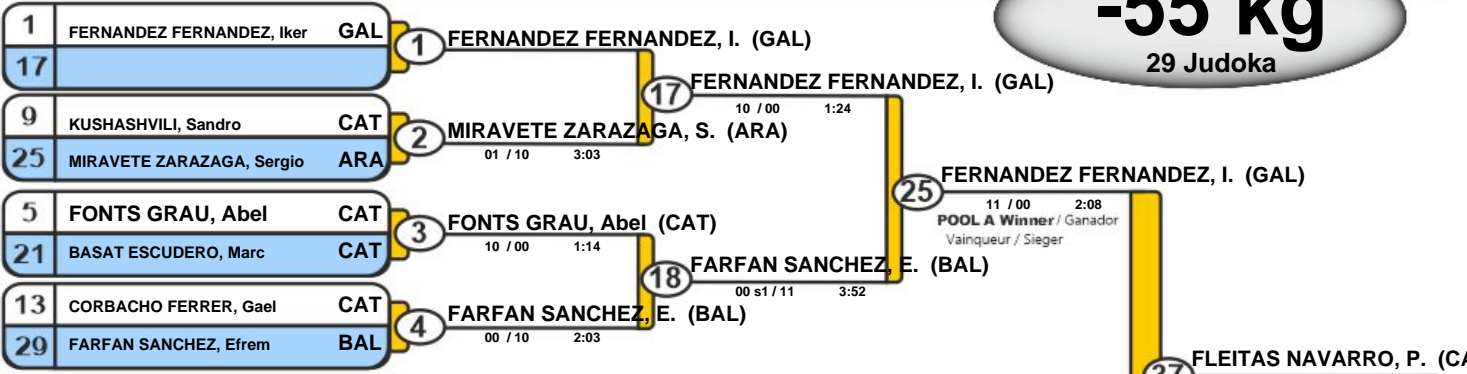 -55 kg
29 Judoka
1 FERNANDEZ FERNANDEZ, Iker GAL
17
1 FERNANDEZ FERNANDEZ, I. (GAL)
17 FERNANDEZ FERNANDEZ, I. (GAL)
10 / 00 1:24
9 KUSHASHVILI, Sandro CAT
25 MIRAVETE ZARAZAGA, Sergio ARA
2 MIRAVETE ZARAZAGA, S. (ARA)
01 / 10 3:03
25 FERNANDEZ FERNANDEZ, I. (GAL)
11 / 00 2:08
POOL A Winner / Ganador
Vainqueur / Sieger
5 FONTS GRAU, Abel CAT
21 BASAT ESCUDERO, Marc CAT
3 FONTS GRAU, Abel (CAT)
10 / 00 1:14
18 FARFAN SANCHEZ, E. (BAL)
00 s1 / 11 3:52
13 CORBACHO FERRER, Gael CAT
29 FARFAN SANCHEZ, Efrem BAL
4 FARFAN SANCHEZ, E. (BAL)
00 / 10 2:03
27 FLEITAS NAVARRO, P. (CA